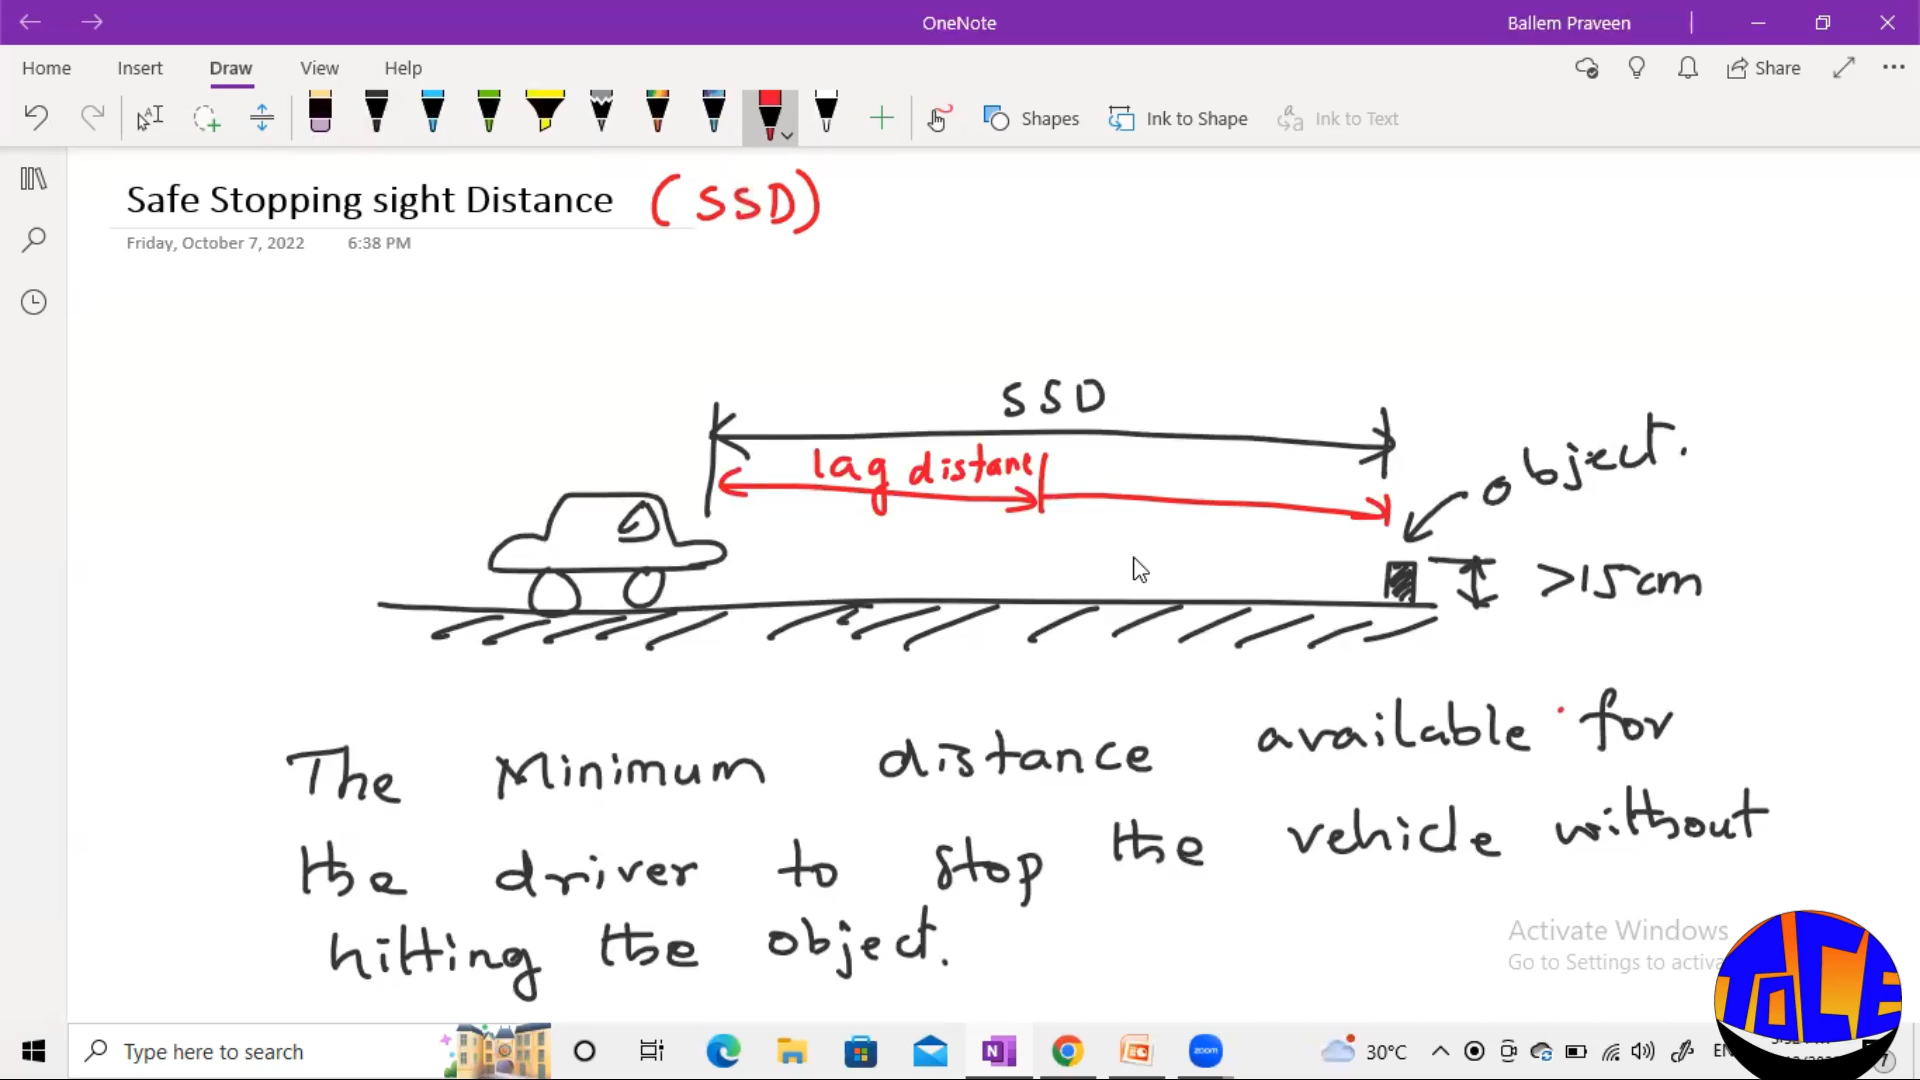 OneNote
Ballem Praveen
Home Insert Draw View Help
Share
Shapes Ink to Shape Ink to Text
Safe Stopping sight Distance (SSD)
Friday, October 7, 2022 6:38 PM
SSD
lag distane
object.
>15cm
The Minimum distance available for
the driver to stop the vehicle without
hitting the object.
Activate Windows
Go to Settings to activa
Type here to search
zoom
30°C